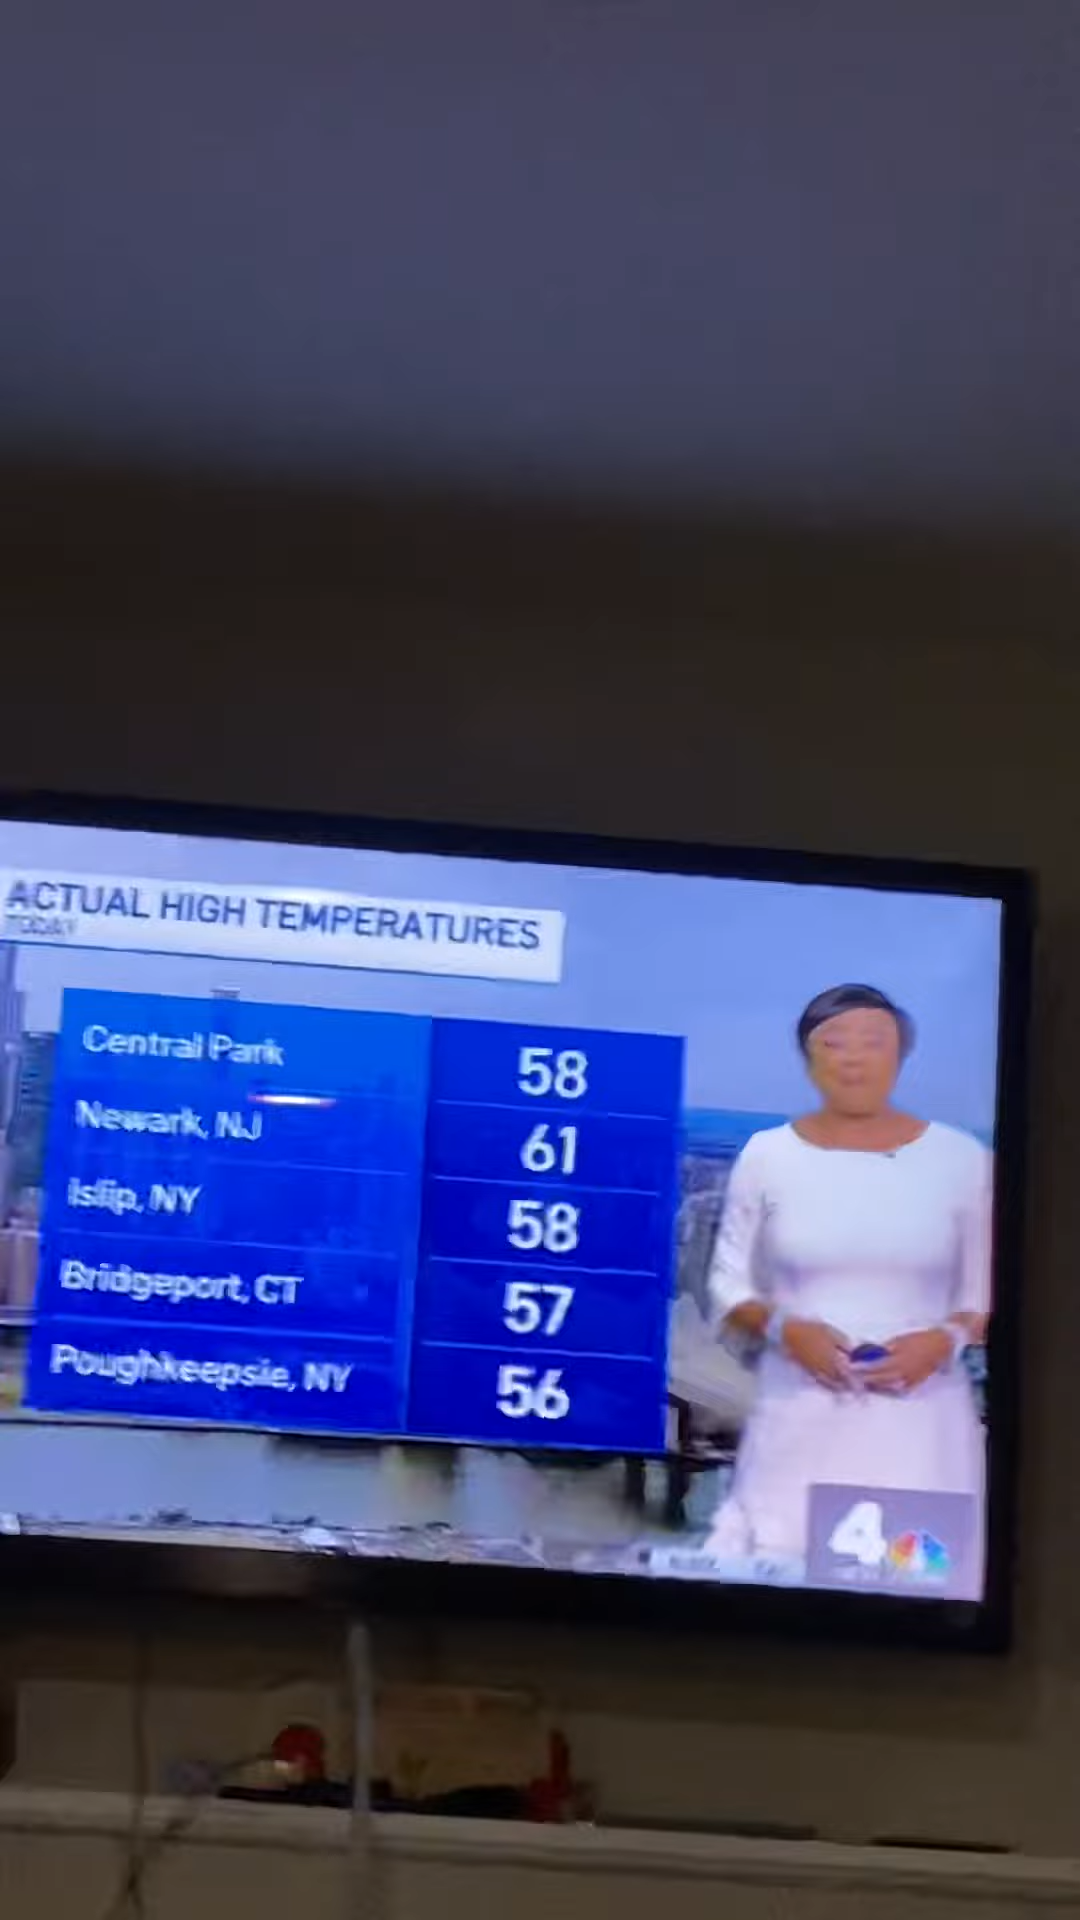 ACTUAL HIGH TEMPERATURES
TODAY
Central Park 58
Newark, NJ 61
Islip, NY 58
Bridgeport, CT 57
Poughkeepsie, NY 56
4